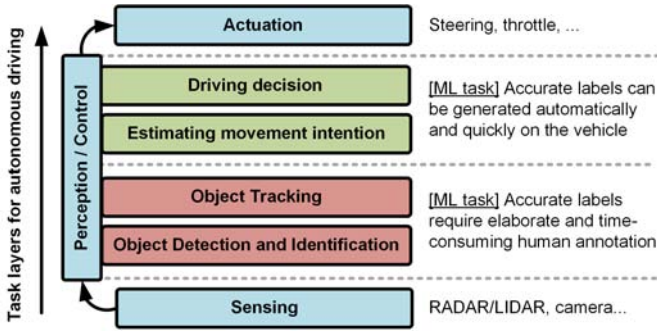 Task layers for autonomous driving
Perception / Control
Actuation
Steering, throttle, ...
Driving decision
Estimating movement intention
[ML task] Accurate labels can
be generated automatically
and quickly on the vehicle
Object Tracking
Object Detection and Identification
[ML task] Accurate labels
require elaborate and time-
consuming human annotation
Sensing
RADAR/LIDAR, camera...